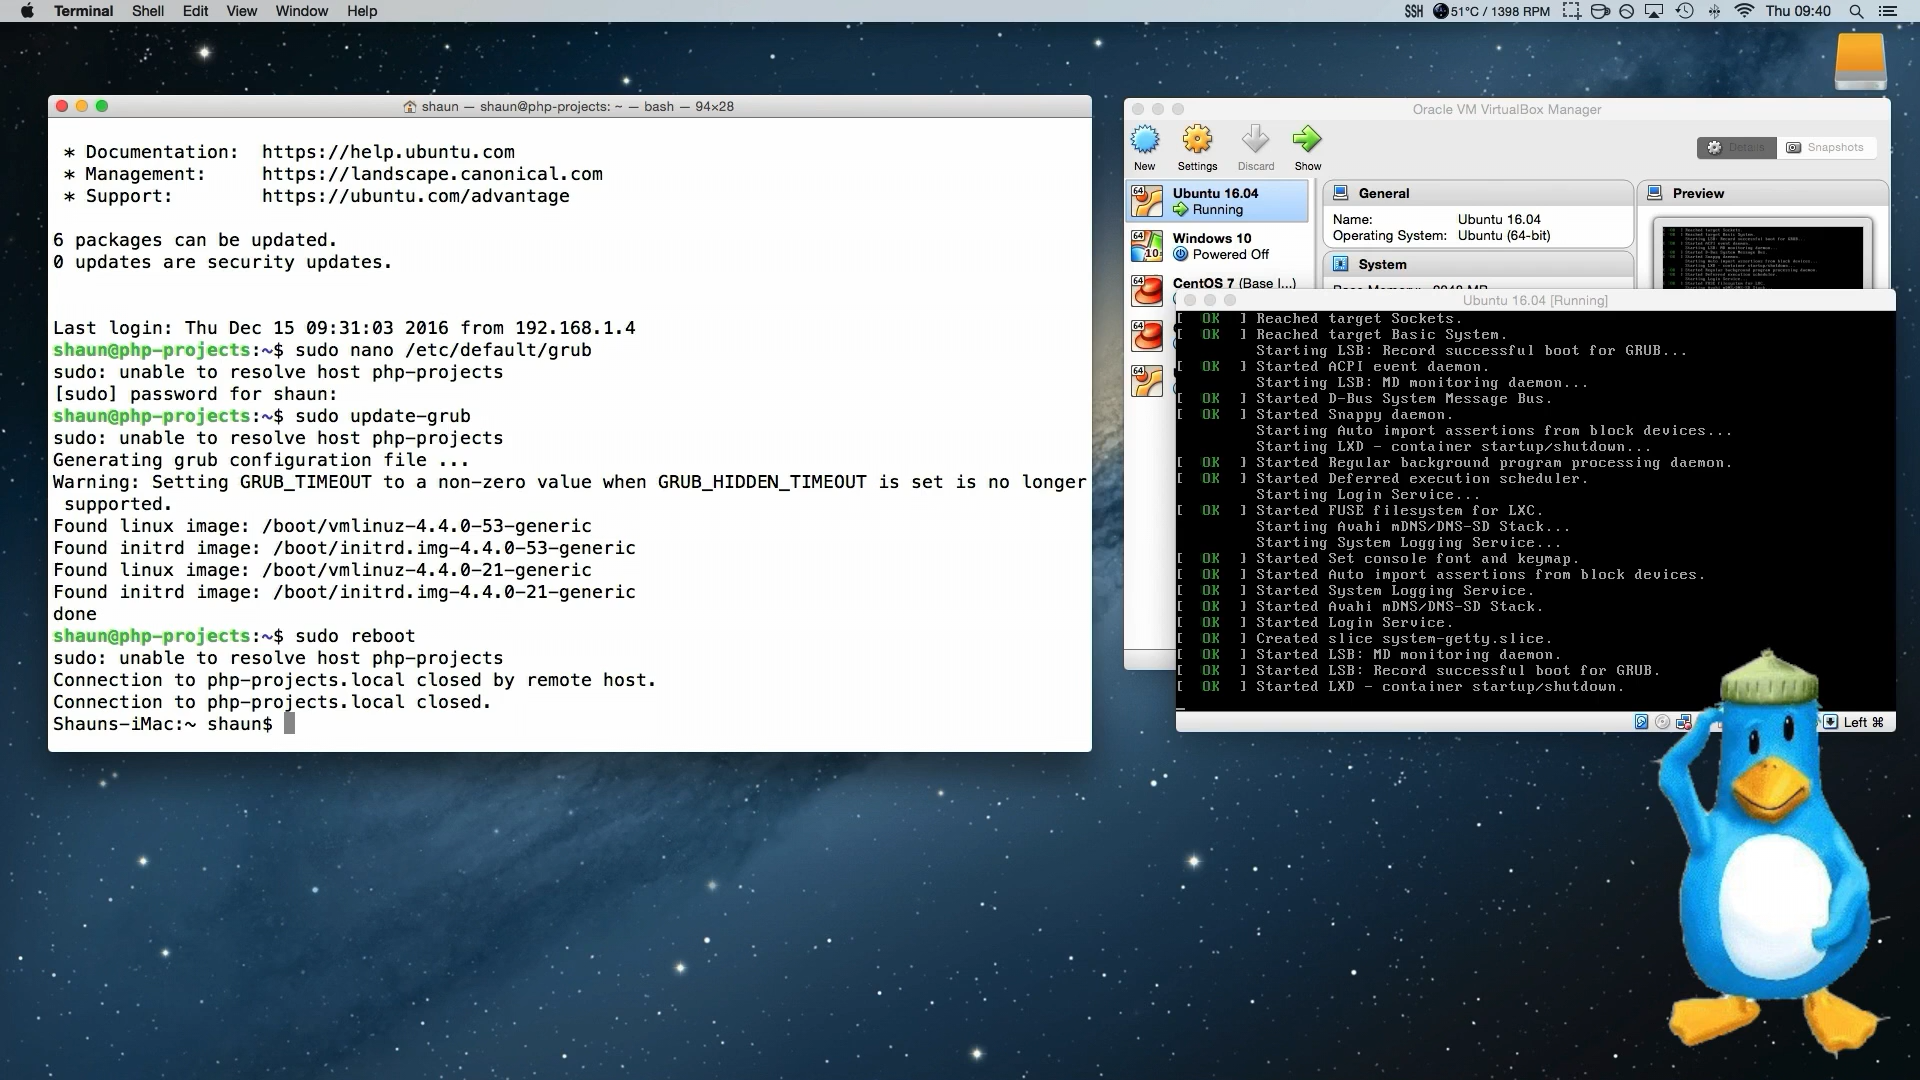 Terminal Shell Edit View Window Help
SSH 51°C / 1398 RPM Thu 09:40
shaun — shaun@php-projects: ~ — bash — 94×28
* Documentation: https://help.ubuntu.com
* Management: https://landscape.canonical.com
* Support: https://ubuntu.com/advantage
6 packages can be updated.
0 updates are security updates.
Last login: Thu Dec 15 09:31:03 2016 from 192.168.1.4
shaun@php-projects:~$ sudo nano /etc/default/grub
sudo: unable to resolve host php-projects
[sudo] password for shaun:
shaun@php-projects:~$ sudo update-grub
sudo: unable to resolve host php-projects
Generating grub configuration file ...
Warning: Setting GRUB_TIMEOUT to a non-zero value when GRUB_HIDDEN_TIMEOUT is set is no longer
supported.
Found linux image: /boot/vmlinuz-4.4.0-53-generic
Found initrd image: /boot/initrd.img-4.4.0-53-generic
Found linux image: /boot/vmlinuz-4.4.0-21-generic
Found initrd image: /boot/initrd.img-4.4.0-21-generic
done
shaun@php-projects:~$ sudo reboot
sudo: unable to resolve host php-projects
Connection to php-projects.local closed by remote host.
Connection to php-projects.local closed.
Shauns-iMac:~ shaun$
Oracle VM VirtualBox Manager
New Settings Discard Show
Details Snapshots
Ubuntu 16.04
Running
Windows 10
Powered Off
CentOS 7 (Base l...)
General
Name: Ubuntu 16.04
Operating System: Ubuntu (64-bit)
System
Preview
Ubuntu 16.04 [Running]
[ OK ] Reached target Sockets.
[ OK ] Reached target Basic System.
Starting LSB: Record successful boot for GRUB...
[ OK ] Started ACPI event daemon.
Starting LSB: MD monitoring daemon...
[ OK ] Started D-Bus System Message Bus.
[ OK ] Started Snappy daemon.
Starting Auto import assertions from block devices...
Starting LXD - container startup/shutdown...
[ OK ] Started Regular background program processing daemon.
[ OK ] Started Deferred execution scheduler.
Starting Login Service...
[ OK ] Started FUSE filesystem for LXC.
Starting Avahi mDNS/DNS-SD Stack...
Starting System Logging Service...
[ OK ] Started Set console font and keymap.
[ OK ] Started Auto import assertions from block devices.
[ OK ] Started System Logging Service.
[ OK ] Started Avahi mDNS/DNS-SD Stack.
[ OK ] Started Login Service.
[ OK ] Created slice system-getty.slice.
[ OK ] Started LSB: MD monitoring daemon.
[ OK ] Started LSB: Record successful boot for GRUB.
[ OK ] Started LXD - container startup/shutdown.
Left ⌘